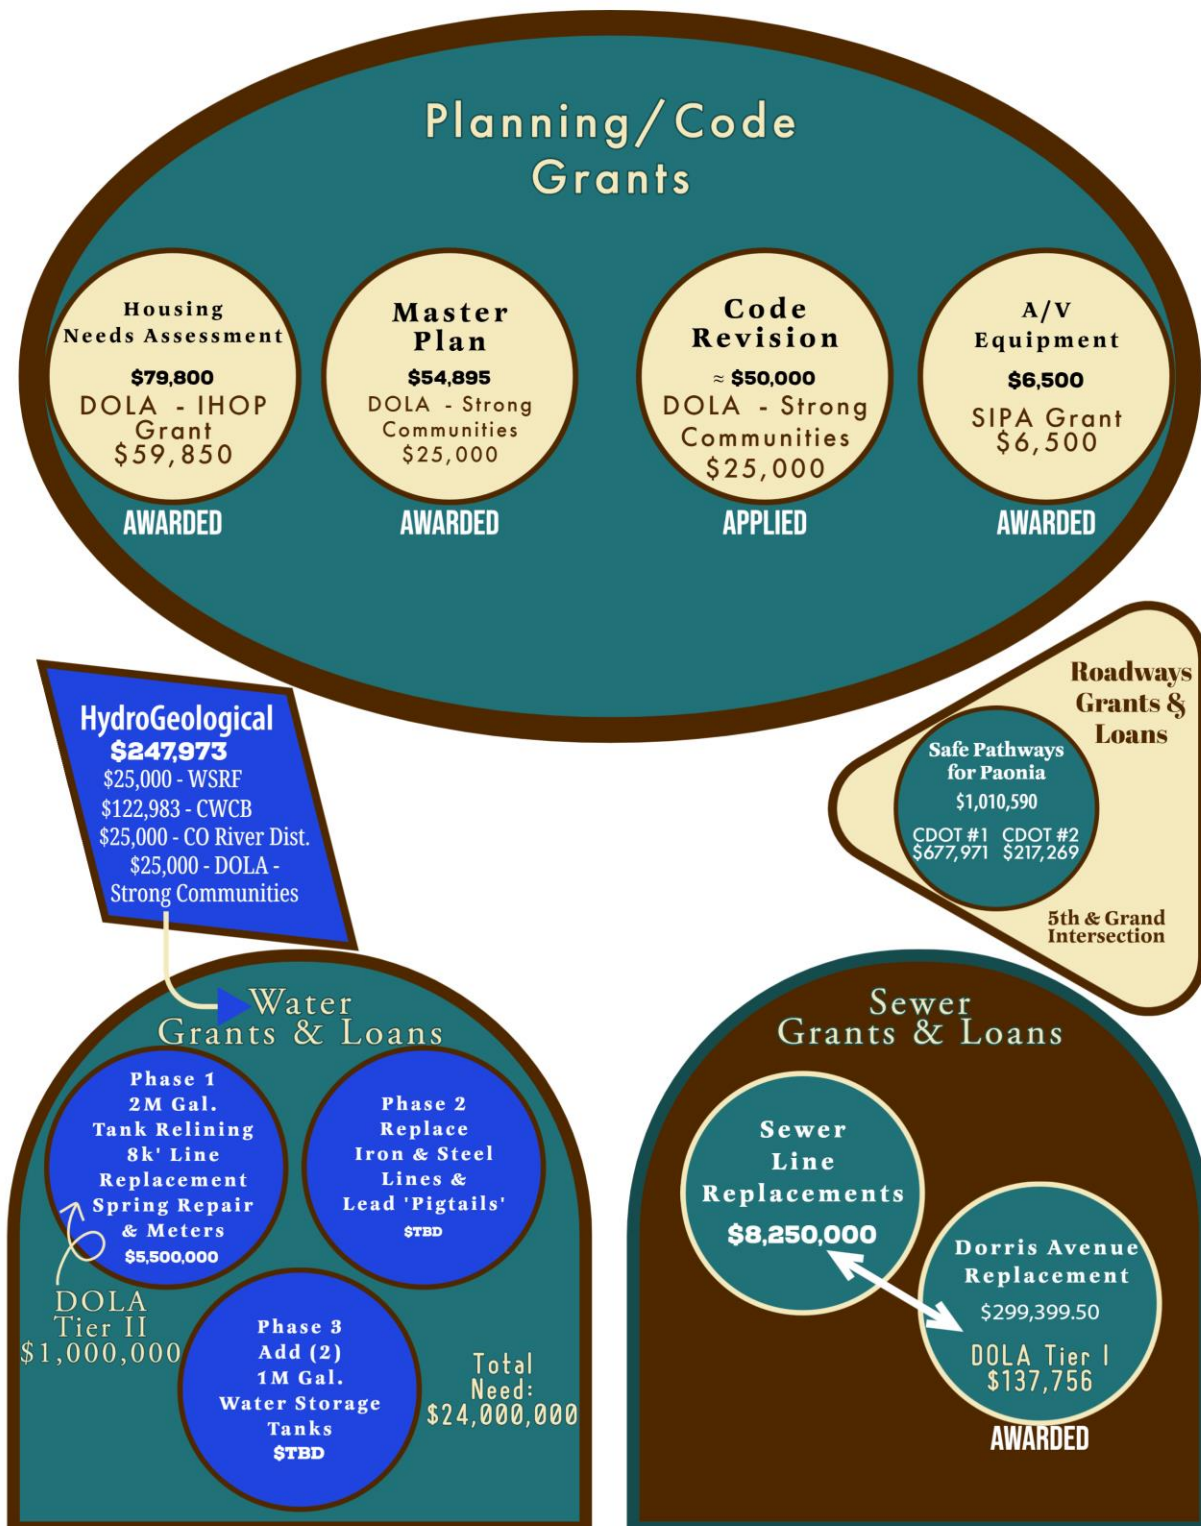 Planning/Code
Grants
Housing
Needs Assessment
$79,800
DOLA - IHOP
Grant
$59,850
AWARDED
Master
Plan
$54,895
DOLA - Strong
Communities
$25,000
AWARDED
Code
Revision
≈ $50,000
DOLA - Strong
Communities
$25,000
APPLIED
A/V
Equipment
$6,500
SIPA Grant
$6,500
AWARDED
HydroGeological
$247,973
$25,000 - WSRF
$122,983 - CWCB
$25,000 - CO River Dist.
$25,000 - DOLA -
Strong Communities
Roadways
Grants &
Loans
Safe Pathways
for Paonia
$1,010,590
CDOT #1 CDOT #2
$677,971 $217,269
5th & Grand
Intersection
Water
Grants & Loans
Phase 1
2M Gal.
Tank Relining
8k' Line
Replacement
Spring Repair
& Meters
$5,500,000
DOLA
Tier II
$1,000,000
Phase 2
Replace
Iron & Steel
Lines &
Lead 'Pigtails'
$TBD
Phase 3
Add (2)
1M Gal.
Water Storage
Tanks
$TBD
Total
Need:
$24,000,000
Sewer
Grants & Loans
Sewer
Line
Replacements
$8,250,000
Dorris Avenue
Replacement
$299,399.50
DOLA Tier I
$137,756
AWARDED